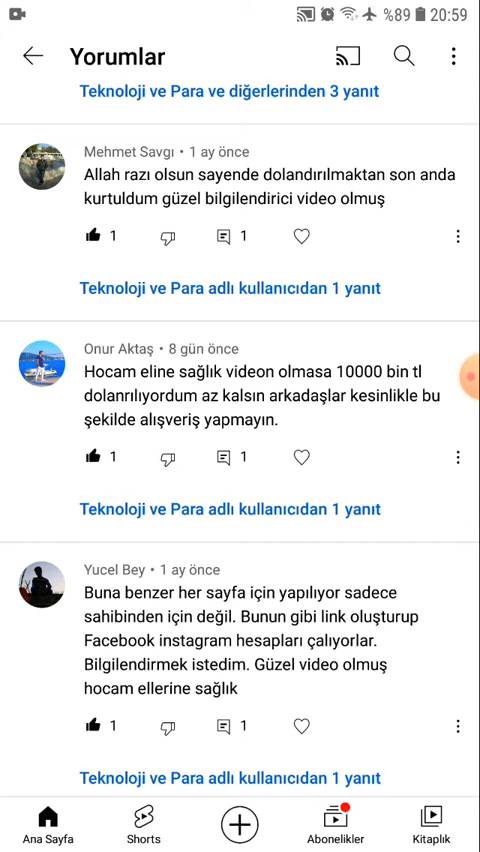 %89 20:59
Yorumlar
Teknoloji ve Para ve diğerlerinden 3 yanıt
Mehmet Savgı • 1 ay önce
Allah razı olsun sayende dolandırılmaktan son anda
kurtuldum güzel bilgilendirici video olmuş
1 1
Teknoloji ve Para adlı kullanıcıdan 1 yanıt
Onur Aktaş • 8 gün önce
Hocam eline sağlık videon olmasa 10000 bin tl
dolanrılıyordum az kalsın arkadaşlar kesinlikle bu
şekilde alışveriş yapmayın.
1 1
Teknoloji ve Para adlı kullanıcıdan 1 yanıt
Yucel Bey • 1 ay önce
Buna benzer her sayfa için yapılıyor sadece
sahibinden için değil. Bunun gibi link oluşturup
Facebook instagram hesapları çalıyorlar.
Bilgilendirmek istedim. Güzel video olmuş
hocam ellerine sağlık
1 1
Teknoloji ve Para adlı kullanıcıdan 1 yanıt
Ana Sayfa Shorts Abonelikler Kitaplık